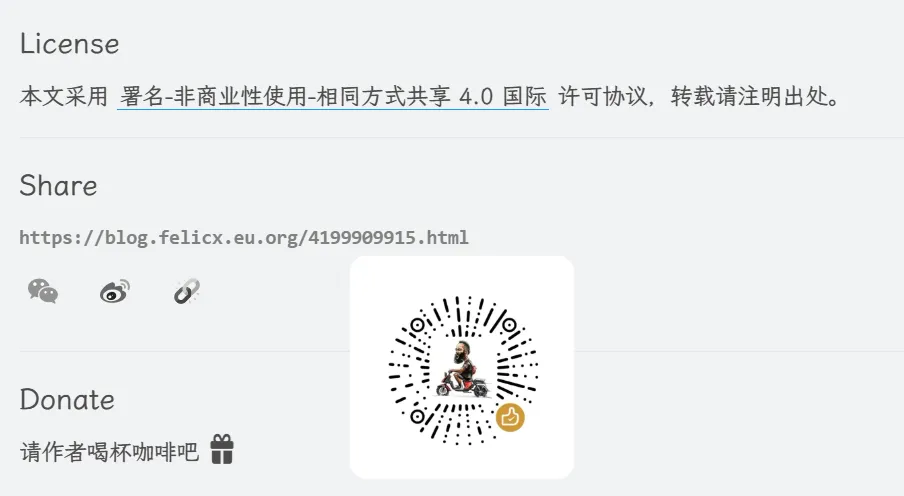 License
本文采用 署名-非商业性使用-相同方式共享 4.0 国际 许可协议，转载请注明出处。
Share
https://blog.felicx.eu.org/4199909915.html
Donate
请作者喝杯咖啡吧